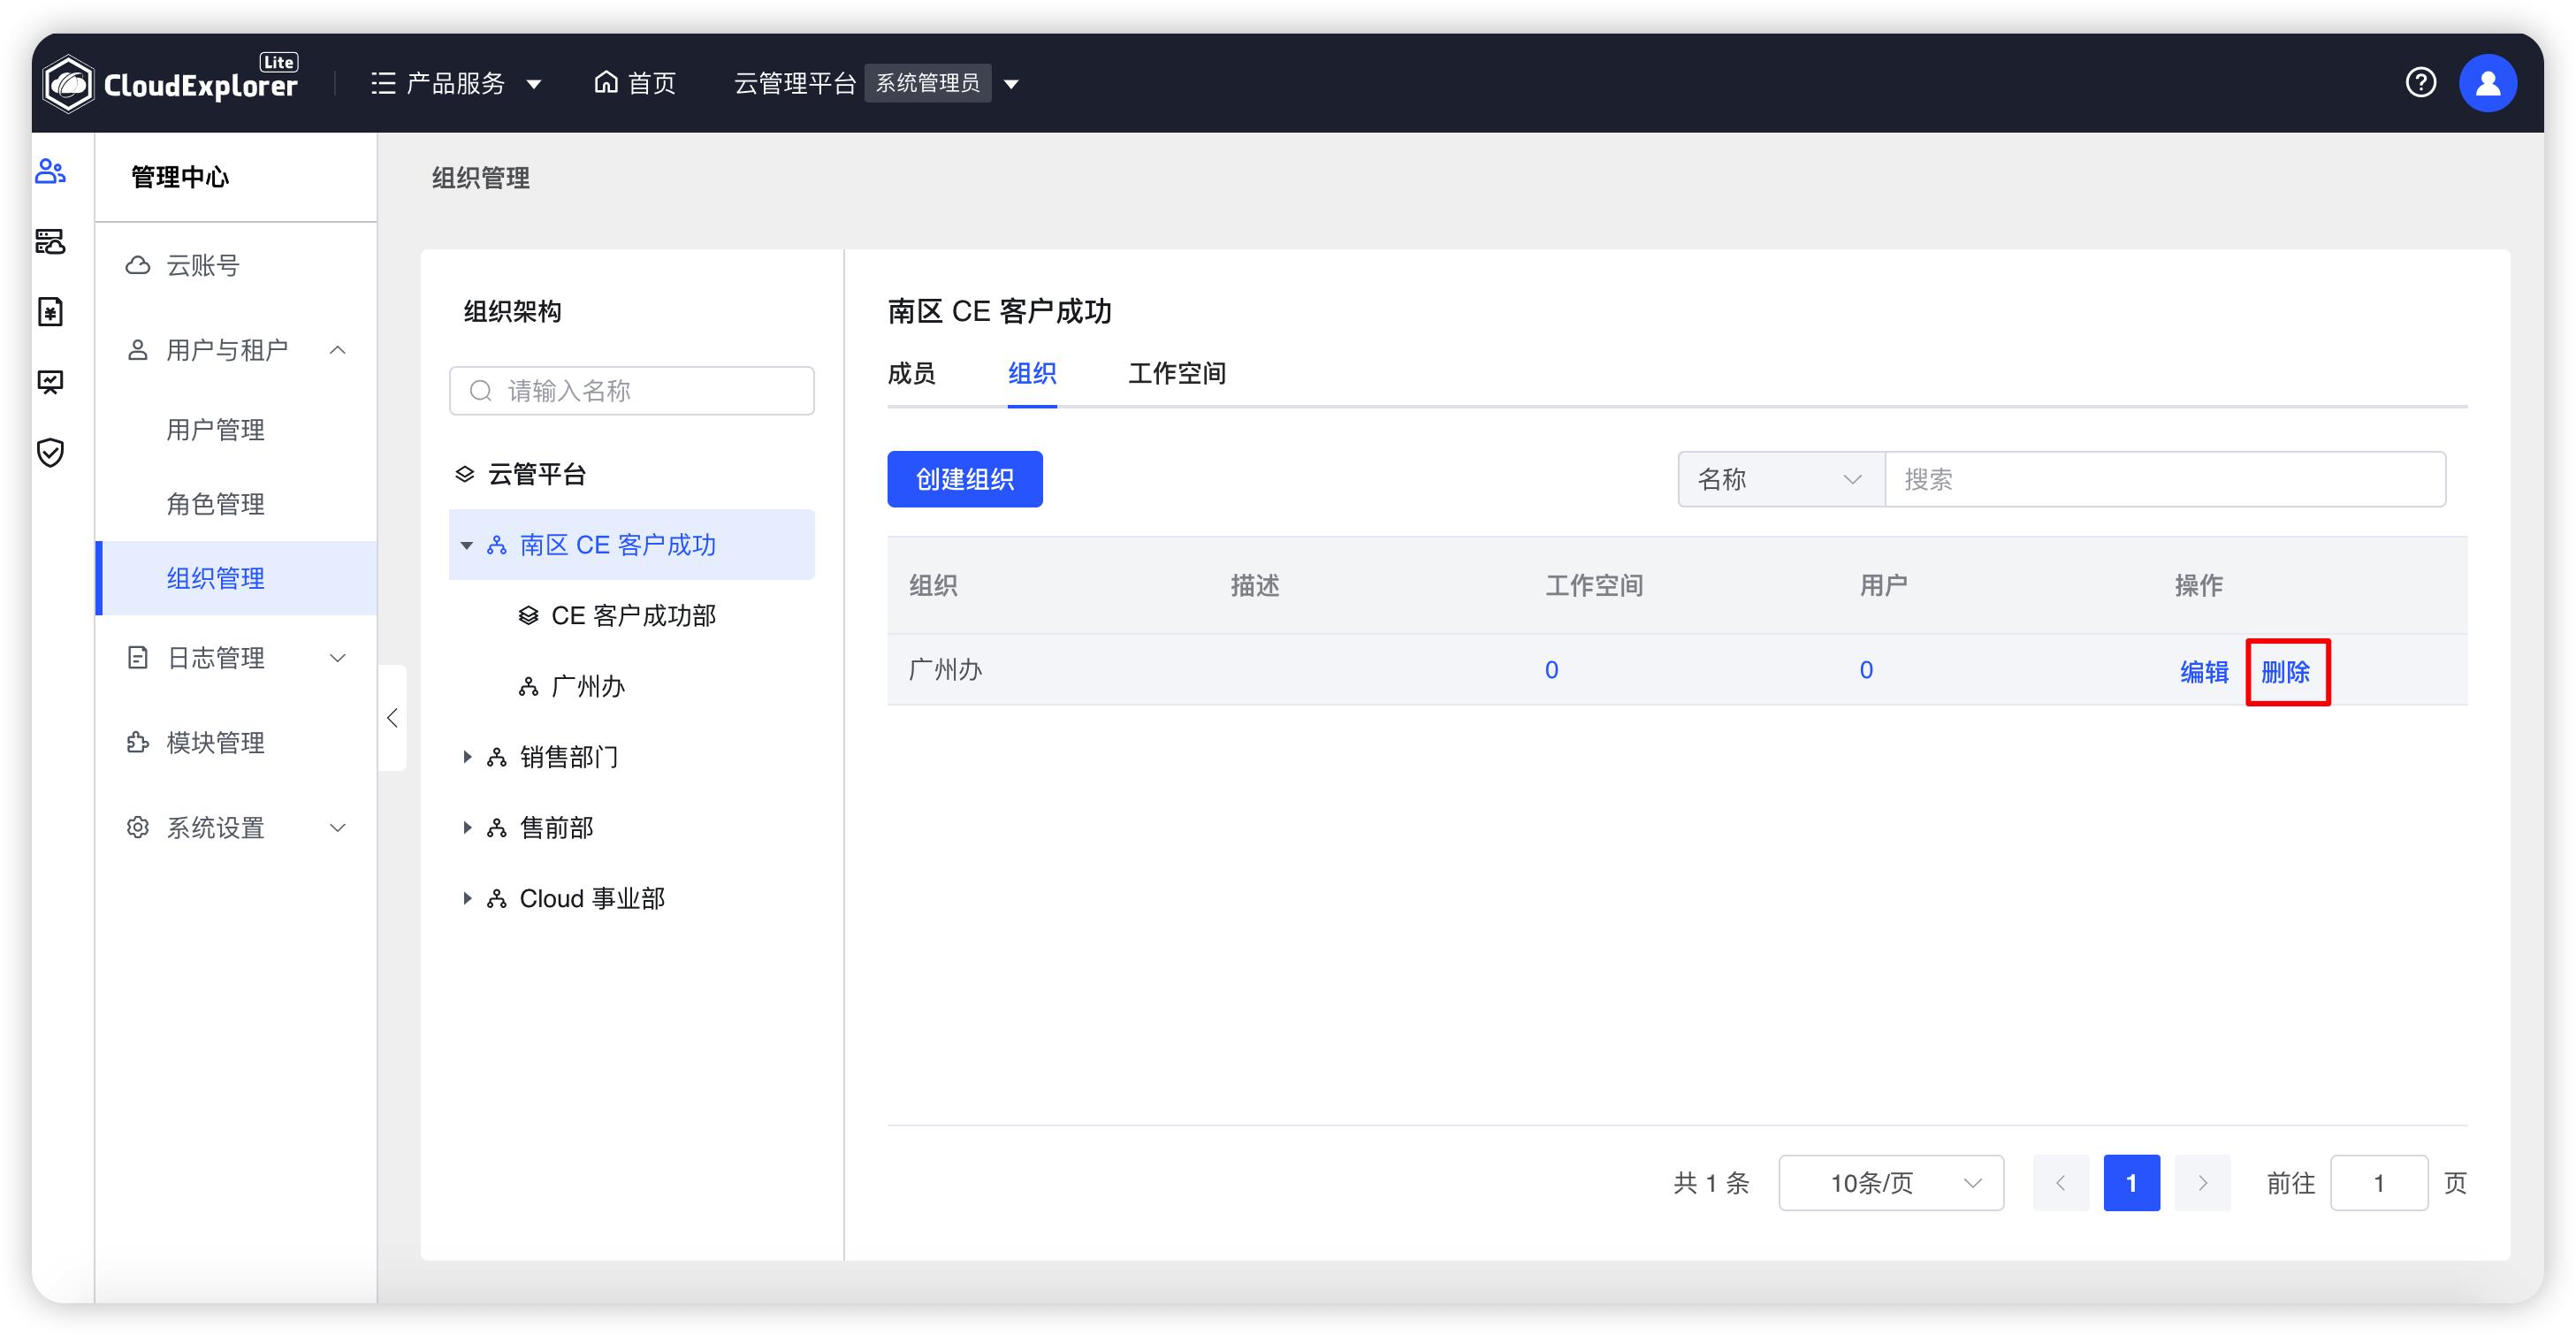 CloudExplorer Lite
产品服务
首页
云管理平台 系统管理员
管理中心
云账号
用户与租户
用户管理
角色管理
组织管理
日志管理
模块管理
系统设置
组织管理
组织架构
请输入名称
云管平台
南区 CE 客户成功
CE 客户成功部
广州办
销售部门
售前部
Cloud 事业部
南区 CE 客户成功
成员 组织 工作空间
创建组织
名称 搜索
组织 描述 工作空间 用户 操作
广州办 0 0 编辑 删除
共 1 条 10条/页 1 前往 1 页